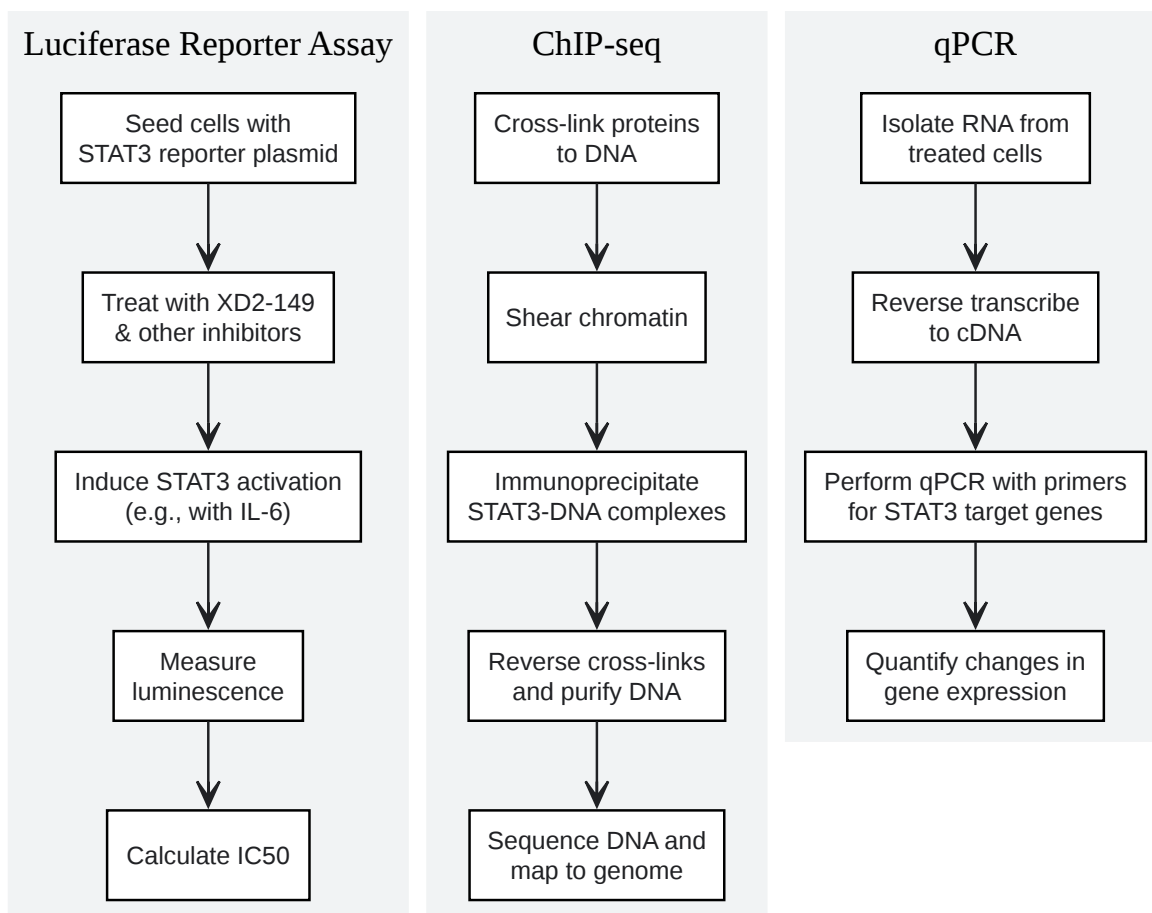 Luciferase Reporter Assay
Seed cells with
STAT3 reporter plasmid
Treat with XD2-149
& other inhibitors
Induce STAT3 activation
(e.g., with IL-6)
Measure
luminescence
Calculate IC50
ChIP-seq
Cross-link proteins
to DNA
Shear chromatin
Immunoprecipitate
STAT3-DNA complexes
Reverse cross-links
and purify DNA
Sequence DNA and
map to genome
qPCR
Isolate RNA from
treated cells
Reverse transcribe
to cDNA
Perform qPCR with primers
for STAT3 target genes
Quantify changes in
gene expression